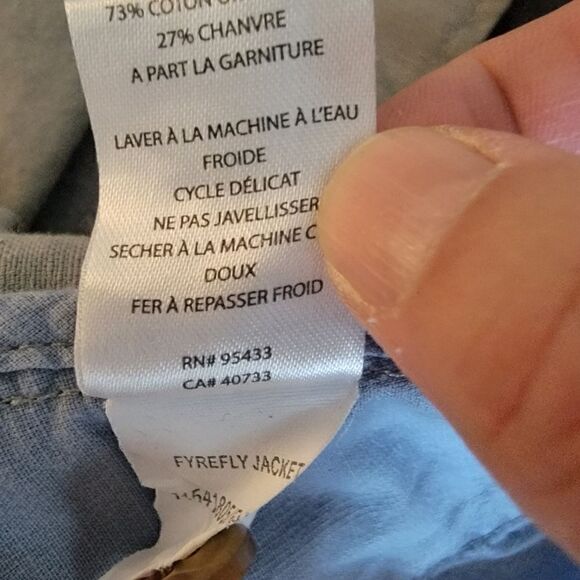 73% COTON
27% CHANVRE
A PART LA GARNITURE
LAVER À LA MACHINE À L'EAU
FROIDE
CYCLE DÉLICAT
NE PAS JAVELLISSER
SECHER À LA MACHINE
DOUX
FER À REPASSER FROID
RN# 95433
CA# 40733
FYREFLY JACKET